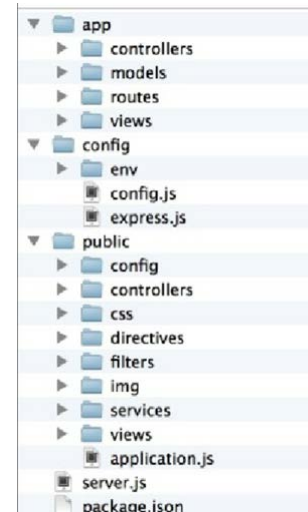 app
controllers
models
routes
views
config
env
config.js
express.js
public
config
controllers
css
directives
filters
img
services
views
application.js
server.js
package.json